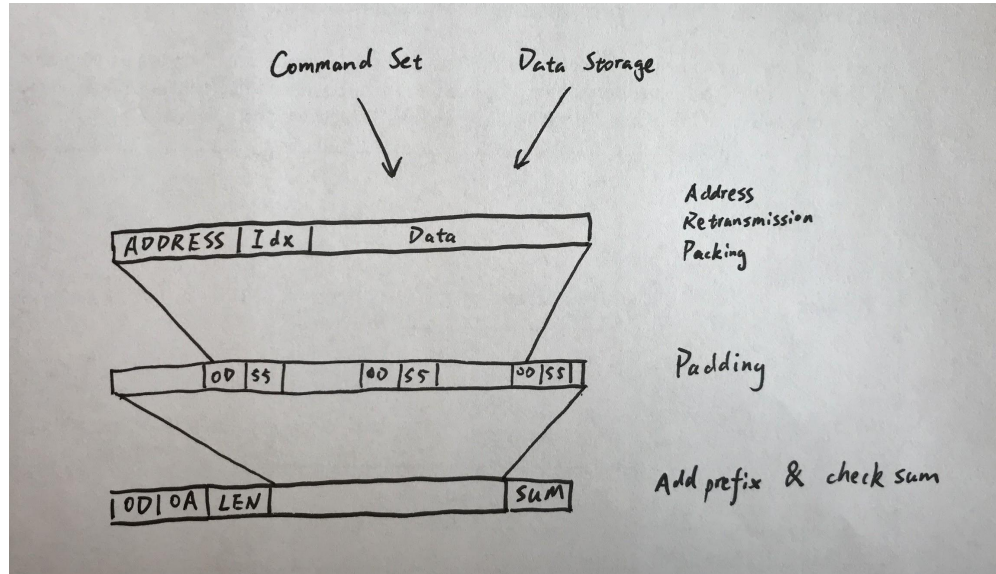 Command Set
Data Storage
Address
Retransmission
Packing
ADDRESS Idx Data
Padding
0D 55 0D 55 0D 55
Add prefix & check sum
0D 0A LEN SUM